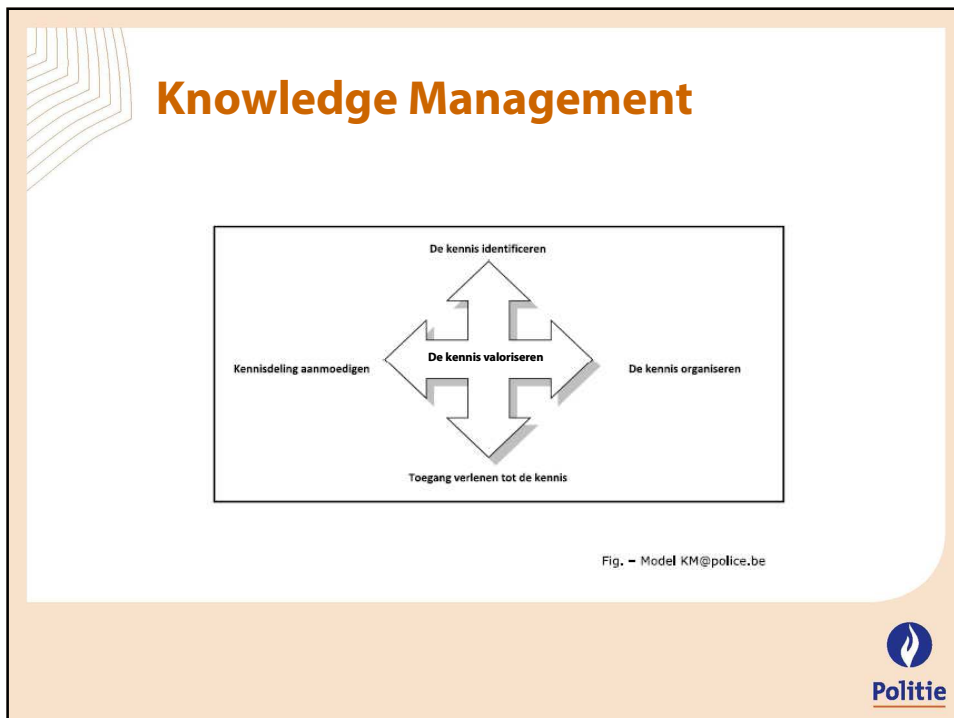 Knowledge Management
De kennis identificeren
De kennis valoriseren
Kennisdeling aanmoedigen
De kennis organiseren
Toegang verlenen tot de kennis
Fig. – Model KM@police.be
Politie